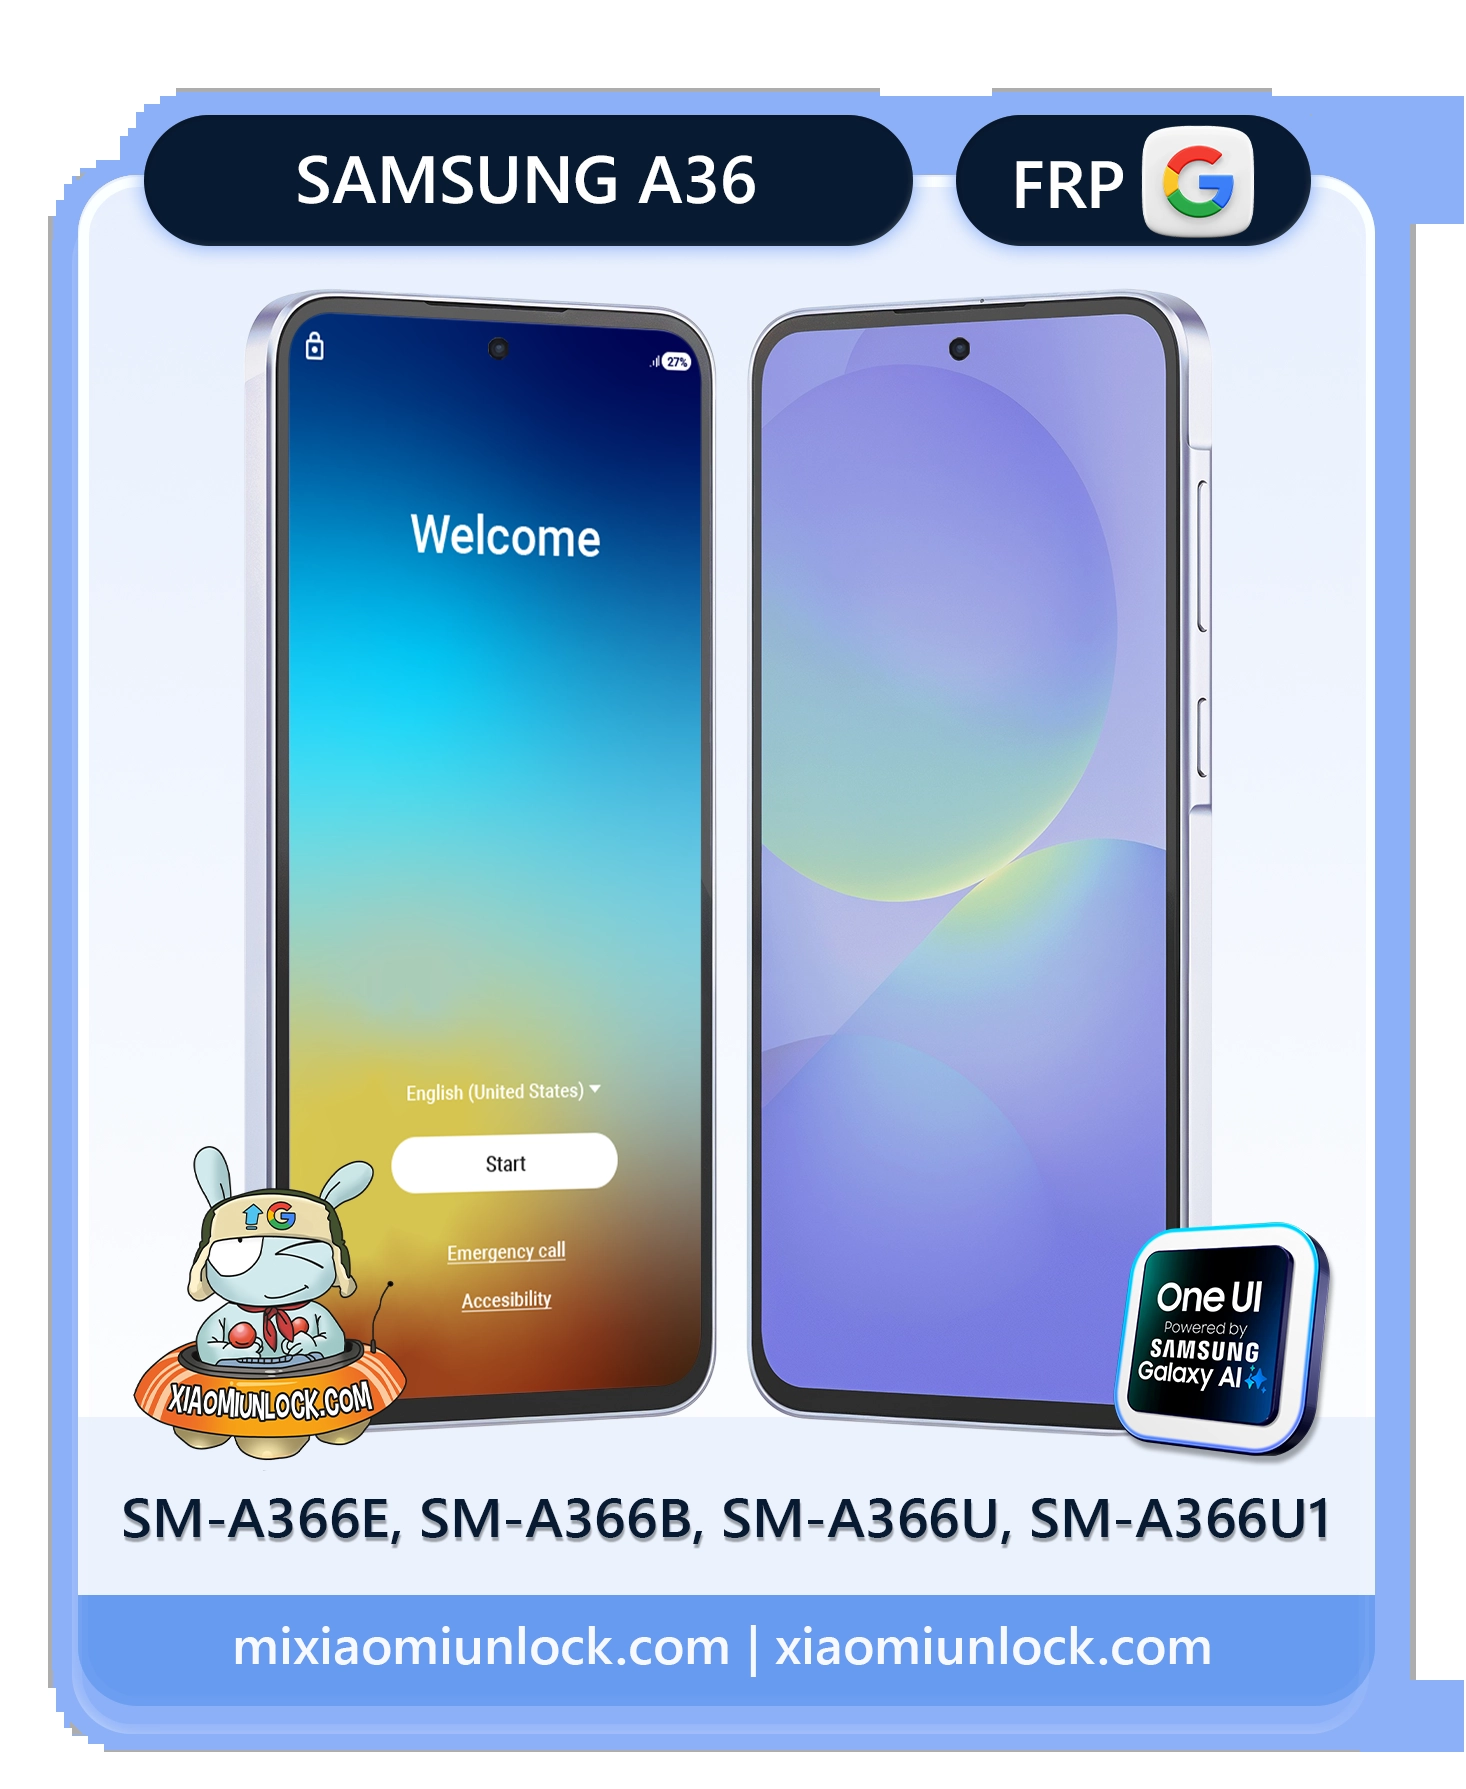 SAMSUNG A36
FRP G
27%
Welcome
English (United States)
Start
Emergency call
Accesibility
G
XIAOMIUNLOCK.COM
One UI
Powered by
SAMSUNG
Galaxy AI
SM-A366E, SM-A366B, SM-A366U, SM-A366U1
mixiaomiunlock.com | xiaomiunlock.com